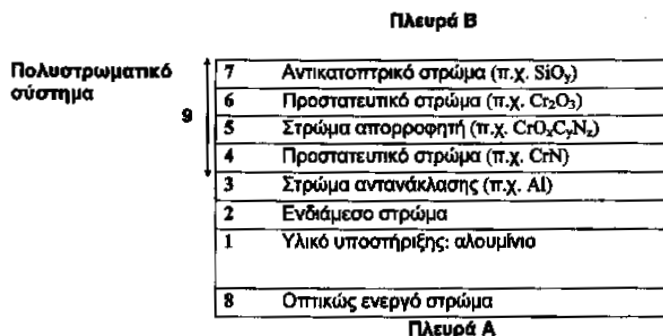 Πλευρά Β
Πολυστρωματικό
σύστημα
9
7 Αντικατοπτρικό στρώμα (π.χ. SiOy)
6 Προστατευτικό στρώμα (π.χ. Cr2O3)
5 Στρώμα απορροφητή (π.χ. CrOxCyNz)
4 Προστατευτικό στρώμα (π.χ. CrN)
3 Στρώμα αντανάκλασης (π.χ. Al)
2 Ενδιάμεσο στρώμα
1 Υλικό υποστήριξης: αλουμίνιο
8 Οπτικώς ενεργό στρώμα
Πλευρά Α